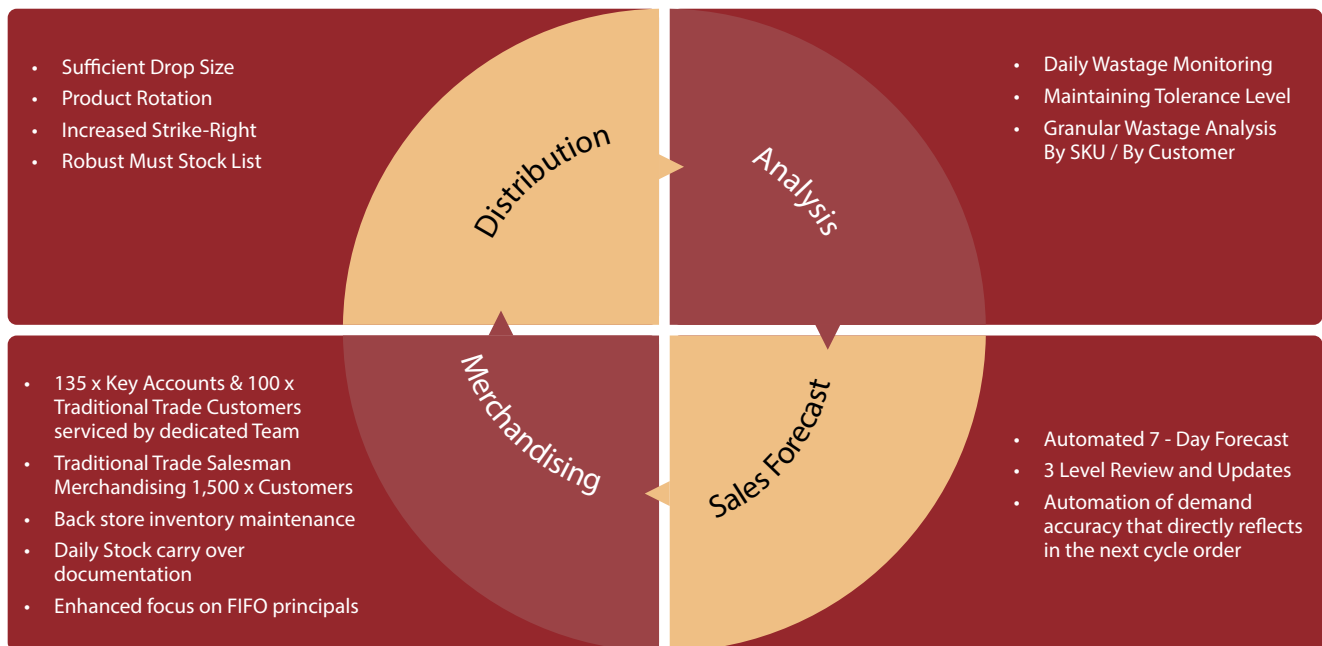 • Sufficient Drop Size
• Product Rotation
• Increased Strike-Right
• Robust Must Stock List
Distribution
Analysis
• Daily Wastage Monitoring
• Maintaining Tolerance Level
• Granular Wastage Analysis
By SKU / By Customer
• 135 x Key Accounts & 100 x
Traditional Trade Customers
serviced by dedicated Team
• Traditional Trade Salesman
Merchandising 1,500 x Customers
• Back store inventory maintenance
• Daily Stock carry over
documentation
• Enhanced focus on FIFO principals
Merchandising
Sales Forecast
• Automated 7 - Day Forecast
• 3 Level Review and Updates
• Automation of demand
accuracy that directly reflects
in the next cycle order